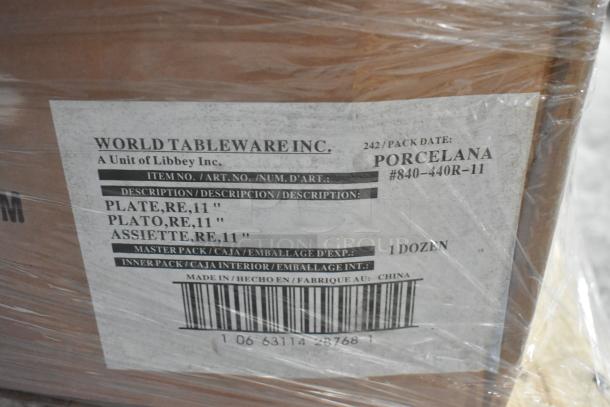 WORLD TABLEWARE INC. 242/PACK DATE:
A Unit of Libbey Inc. PORCELANA
ITEM NO. /ART. NO. /NUM. D'ART.: #840-440R-11
DESCRIPTION/DESCRIPCION/DESCRIPTION:
PLATE,RE,11"
PLATO,RE,11"
ASSIETTE,RE,11"
MASTER PACK/CAJA/EMBALLAGE D'EXP.: 1 DOZEN
INNER PACK/CAJA INTERIOR/EMBALLAGE INT.:
MADE IN/HECHO EN/FABRIQUE AU: CHINA
1 06 63114 28768 1
M